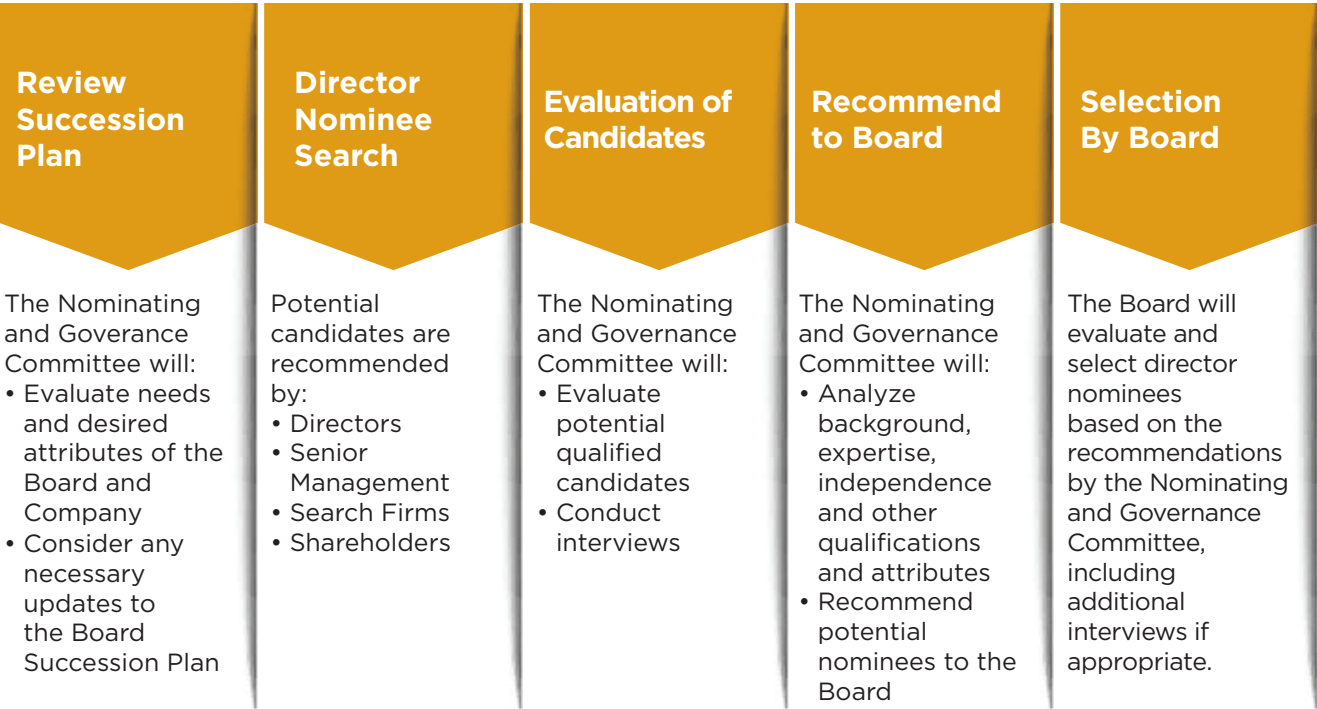 Review
Succession
Plan
The Nominating
and Goverance
Committee will:
• Evaluate needs
and desired
attributes of the
Board and
Company
• Consider any
necessary
updates to
the Board
Succession Plan
Director
Nominee
Search
Potential
candidates are
recommended
by:
• Directors
• Senior
Management
• Search Firms
• Shareholders
Evaluation of
Candidates
The Nominating
and Governance
Committee will:
• Evaluate
potential
qualified
candidates
• Conduct
interviews
Recommend
to Board
The Nominating
and Governance
Committee will:
• Analyze
background,
expertise,
independence
and other
qualifications
and attributes
• Recommend
potential
nominees to the
Board
Selection
By Board
The Board will
evaluate and
select director
nominees
based on the
recommendations
by the Nominating
and Governance
Committee,
including
additional
interviews if
appropriate.